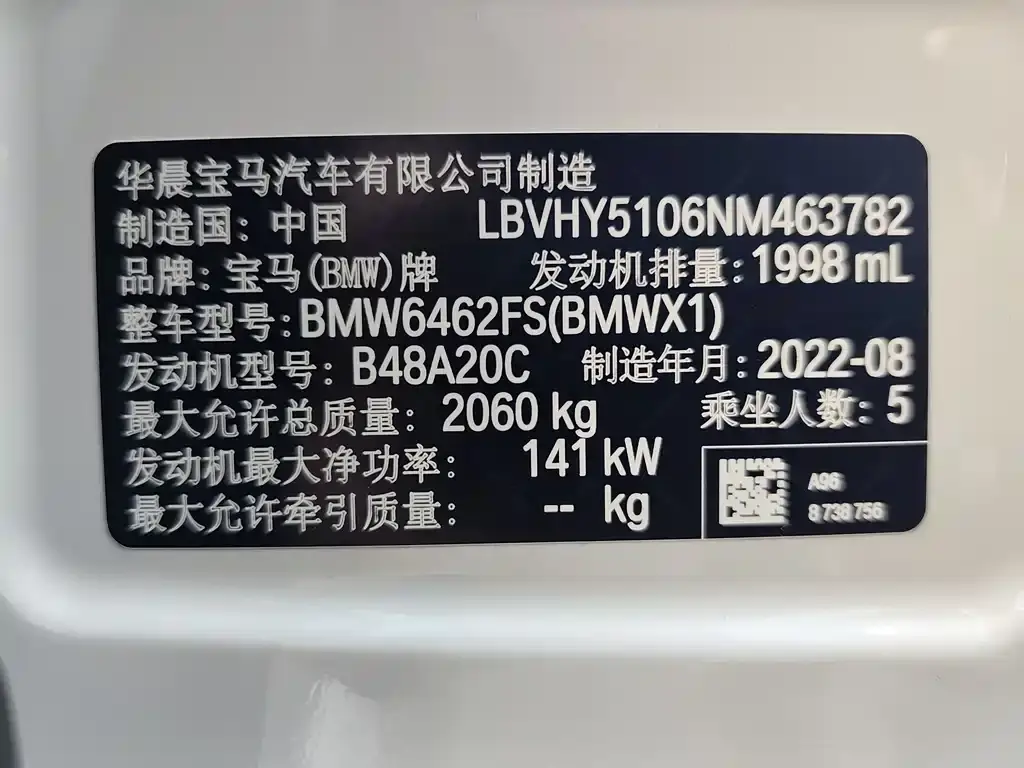 华晨宝马汽车有限公司制造
制造国：中国 LBVHY5106NM463782
品牌：宝马(BMW)牌 发动机排量：1998 mL
整车型号：BMW6462FS(BMWX1)
发动机型号：B48A20C 制造年月：2022-08
最大允许总质量：2060 kg 乘坐人数：5
发动机最大净功率：141 kW
最大允许牵引质量：-- kg
A96
8 738 756